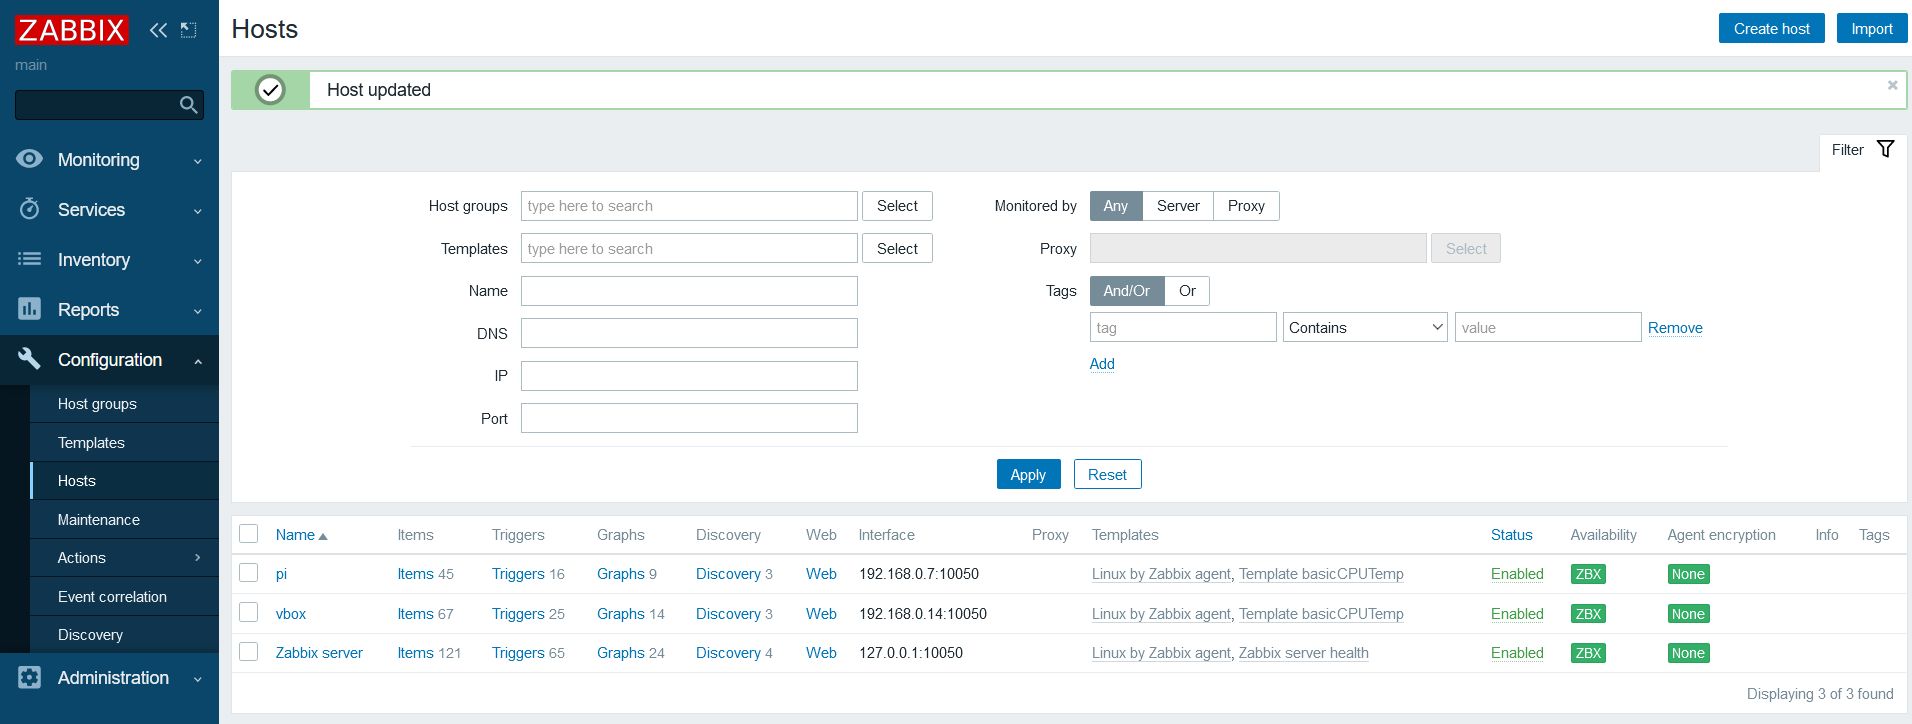 ZABBIX
main
Monitoring
Services
Inventory
Reports
Configuration
Host groups
Templates
Hosts
Maintenance
Actions
Event correlation
Discovery
Administration
Hosts
Create host Import
Host updated
Filter
Host groups type here to search Select
Templates type here to search Select
Name
DNS
IP
Port
Monitored by Any Server Proxy
Proxy Select
Tags And/Or Or
tag Contains value Remove
Add
Apply Reset
Name Items Triggers Graphs Discovery Web Interface Proxy Templates Status Availability Agent encryption Info Tags
pi Items 45 Triggers 16 Graphs 9 Discovery 3 Web 192.168.0.7:10050 Linux by Zabbix agent, Template basicCPUTemp Enabled ZBX None
vbox Items 67 Triggers 25 Graphs 14 Discovery 3 Web 192.168.0.14:10050 Linux by Zabbix agent, Template basicCPUTemp Enabled ZBX None
Zabbix server Items 121 Triggers 65 Graphs 24 Discovery 4 Web 127.0.0.1:10050 Linux by Zabbix agent, Zabbix server health Enabled ZBX None
Displaying 3 of 3 found